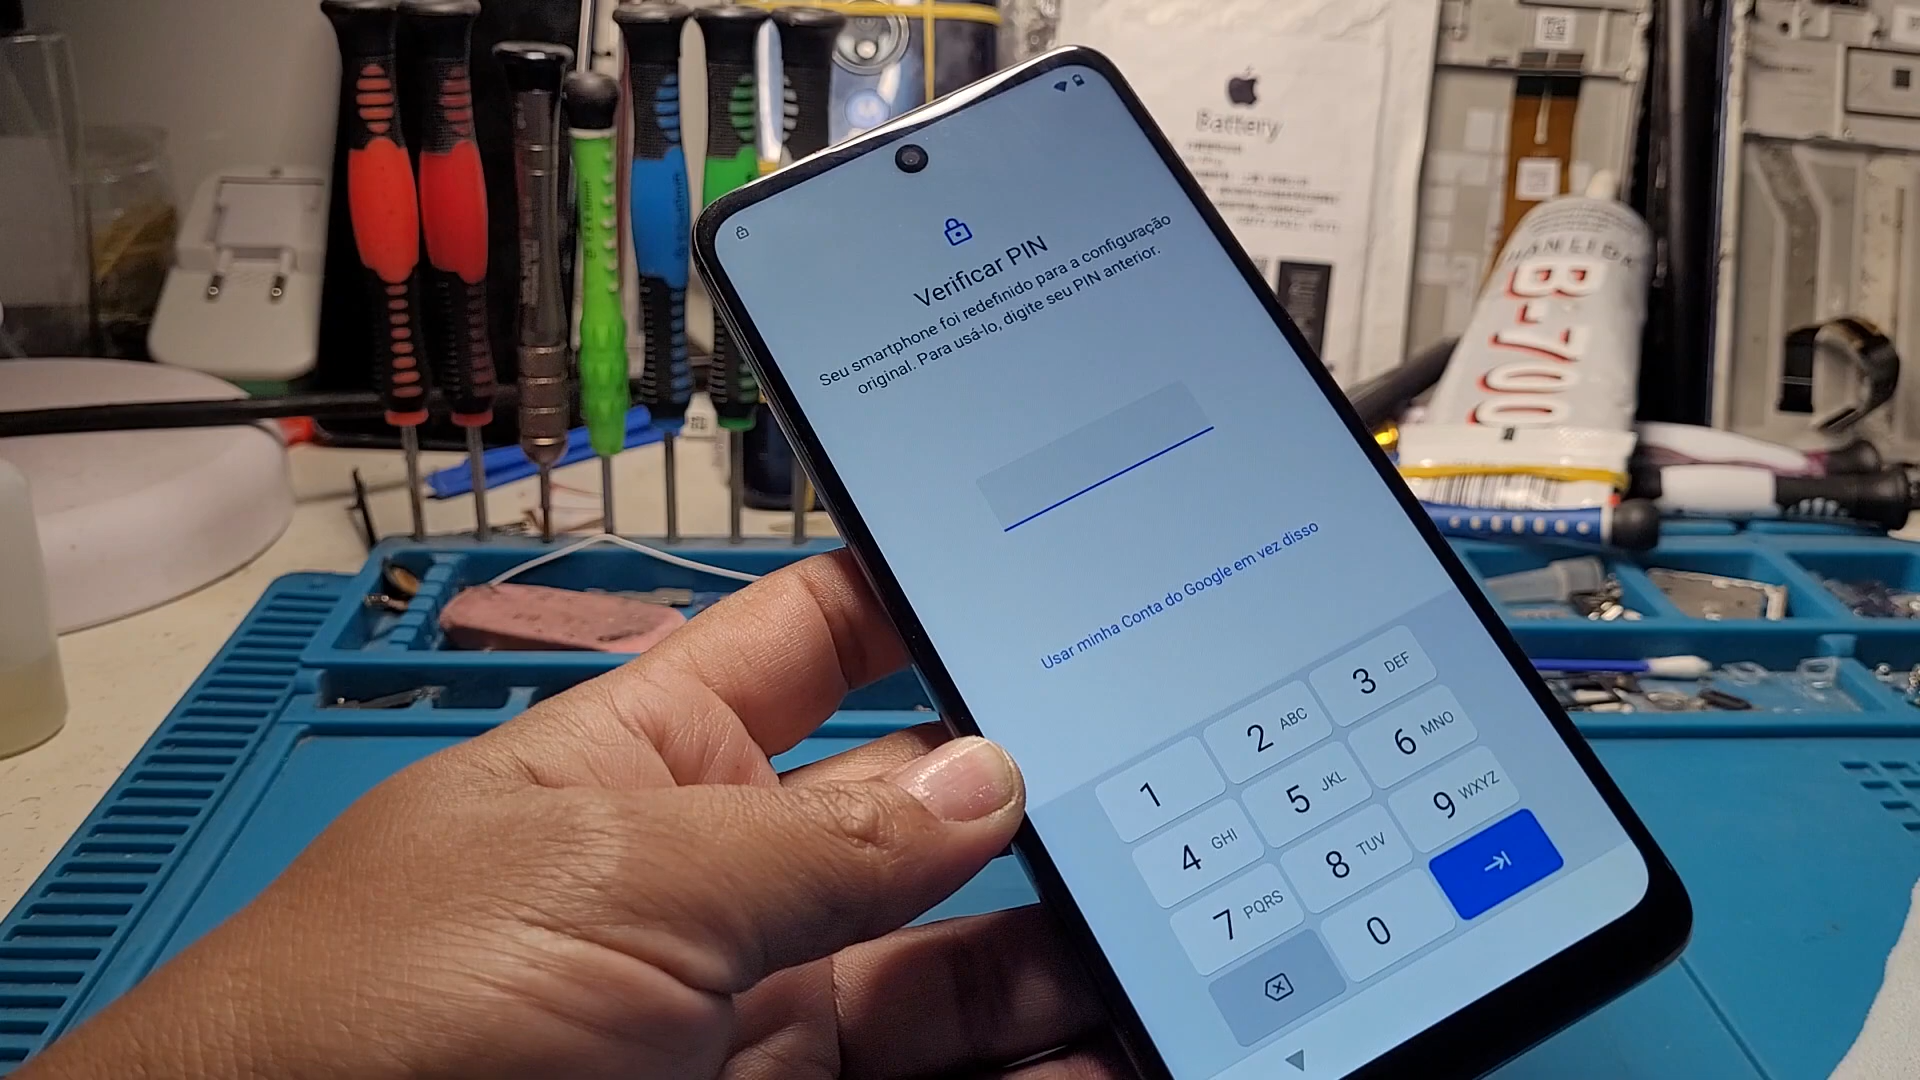 Battery
Verificar PIN
Seu smartphone foi redefinido para a configuração
original. Para usá-lo, digite seu PIN anterior.
Usar minha Conta do Google em vez disso
1
2 ABC
3 DEF
4 GHI
5 JKL
6 MNO
7 PQRS
8 TUV
9 WXYZ
0
B-7000